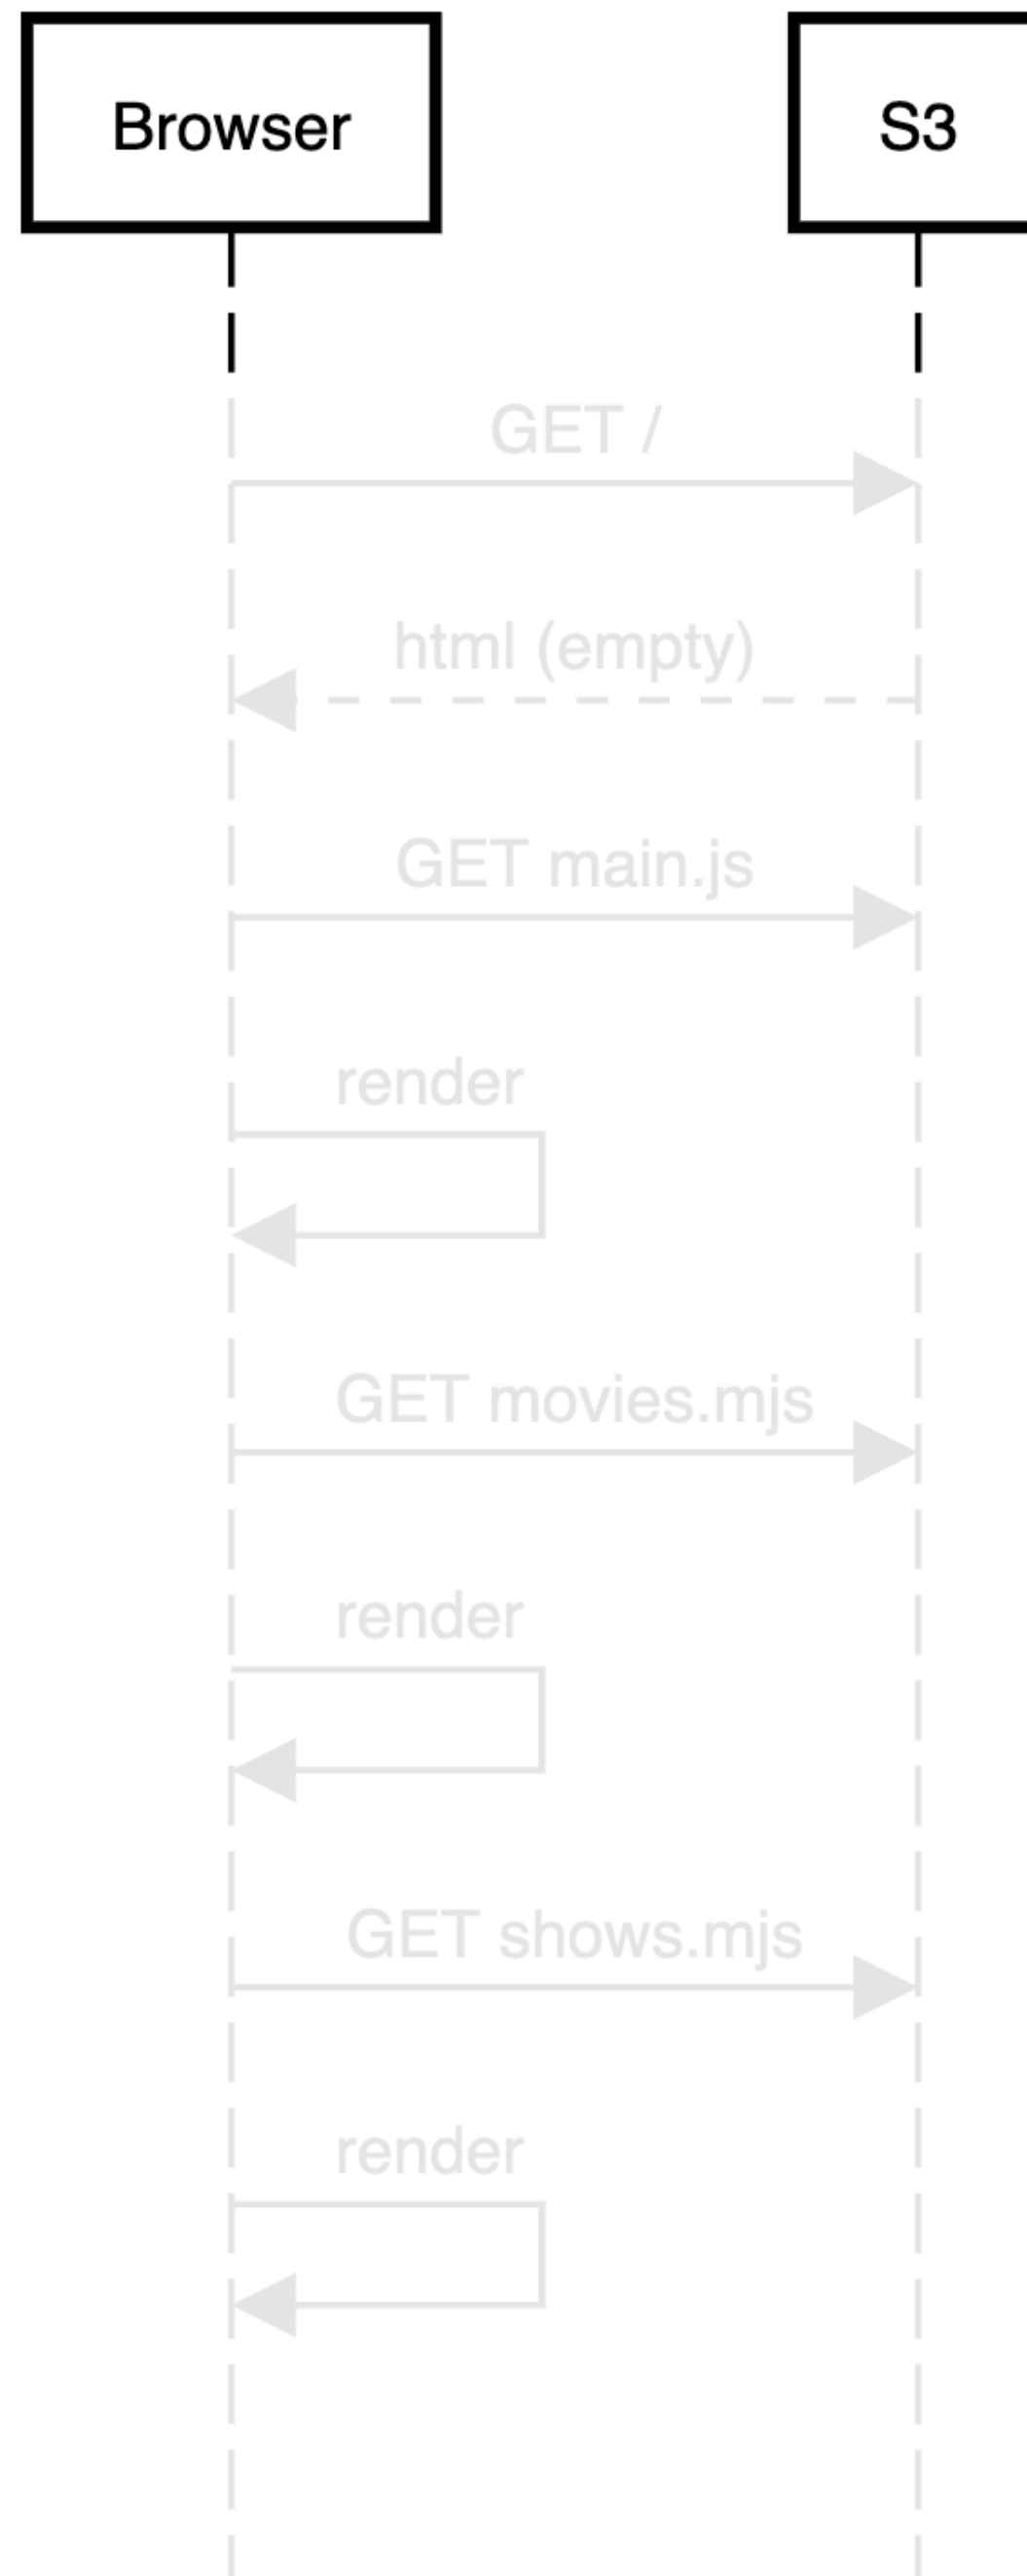 Browser
S3
GET /
html (empty)
GET main.js
render
GET movies.mjs
render
GET shows.mjs
render